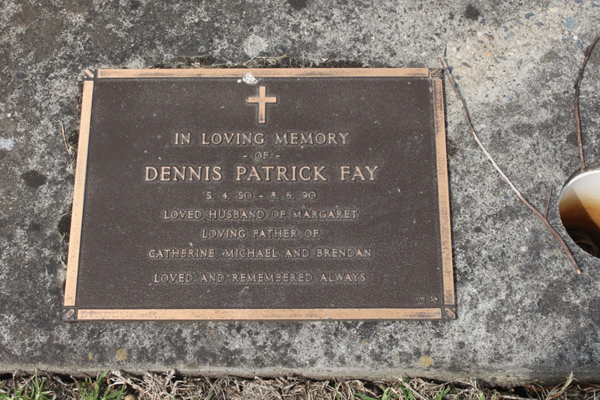 IN LOVING MEMORY
- OF -
DENNIS PATRICK FAY
5. 4. 50 - 8. 6. 90
LOVED HUSBAND OF MARGARET
LOVING FATHER OF
CATHERINE MICHAEL AND BRENDAN
LOVED AND REMEMBERED ALWAYS